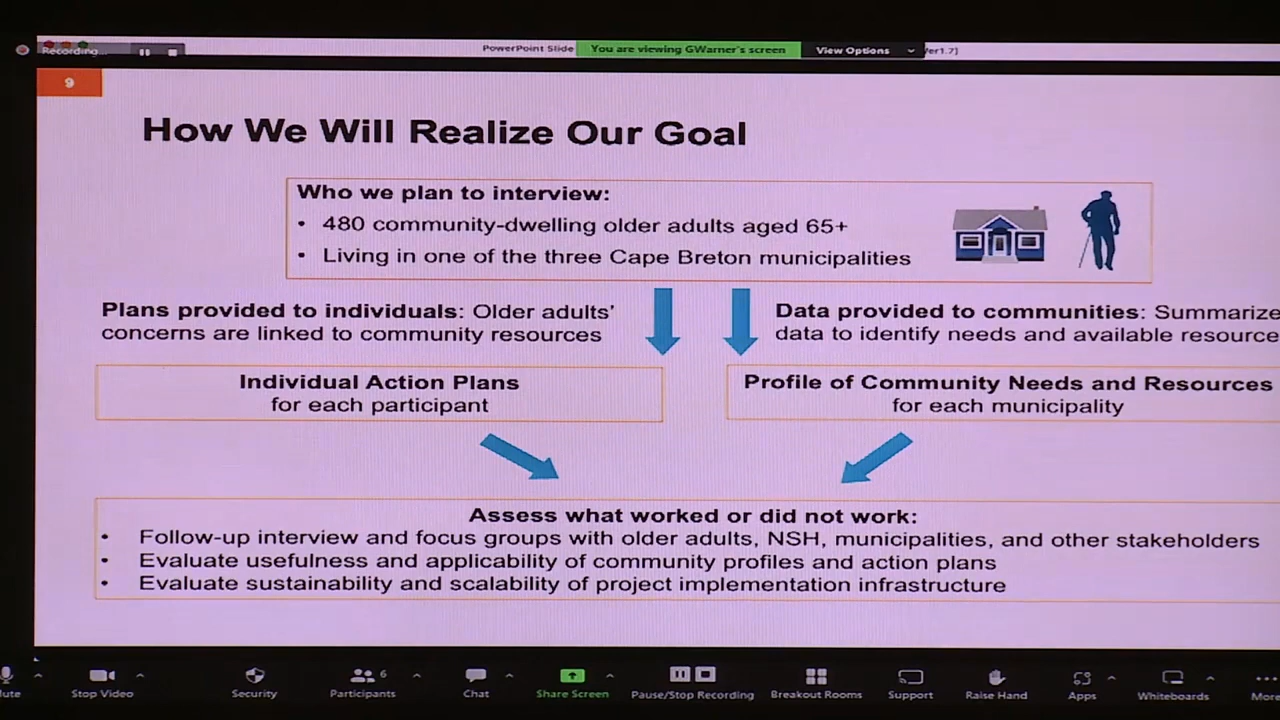 Recording...
PowerPoint Slide
You are viewing GWarner's screen
View Options
Ver1.7]
9
How We Will Realize Our Goal
Who we plan to interview:
• 480 community-dwelling older adults aged 65+
• Living in one of the three Cape Breton municipalities
Plans provided to individuals: Older adults'
concerns are linked to community resources
Data provided to communities: Summarize
data to identify needs and available resource
Individual Action Plans
for each participant
Profile of Community Needs and Resources
for each municipality
Assess what worked or did not work:
• Follow-up interview and focus groups with older adults, NSH, municipalities, and other stakeholders
• Evaluate usefulness and applicability of community profiles and action plans
• Evaluate sustainability and scalability of project implementation infrastructure
Mute
Stop Video
Security
Participants
6
Chat
Share Screen
Pause/Stop Recording
Breakout Rooms
Support
Raise Hand
Apps
Whiteboards
More